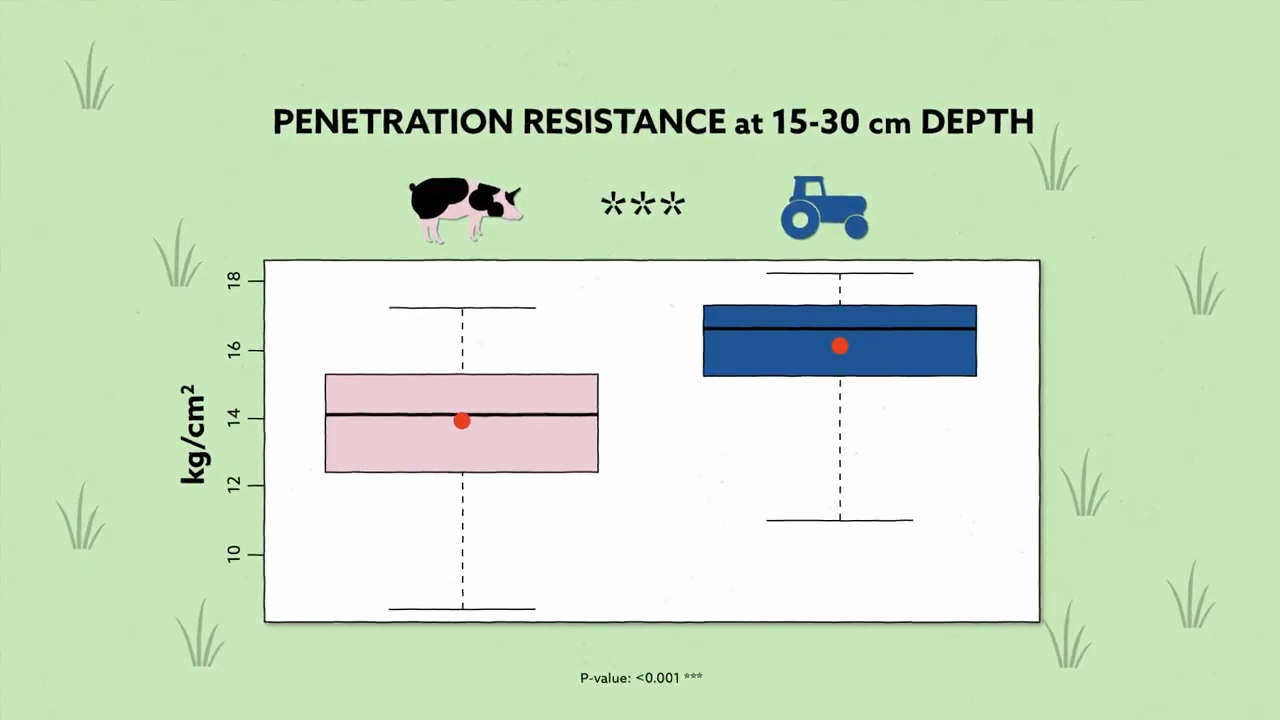 PENETRATION RESISTANCE at 15-30 cm DEPTH
***
18
16
14
12
10
kg/cm²
P-value: <0.001 ***